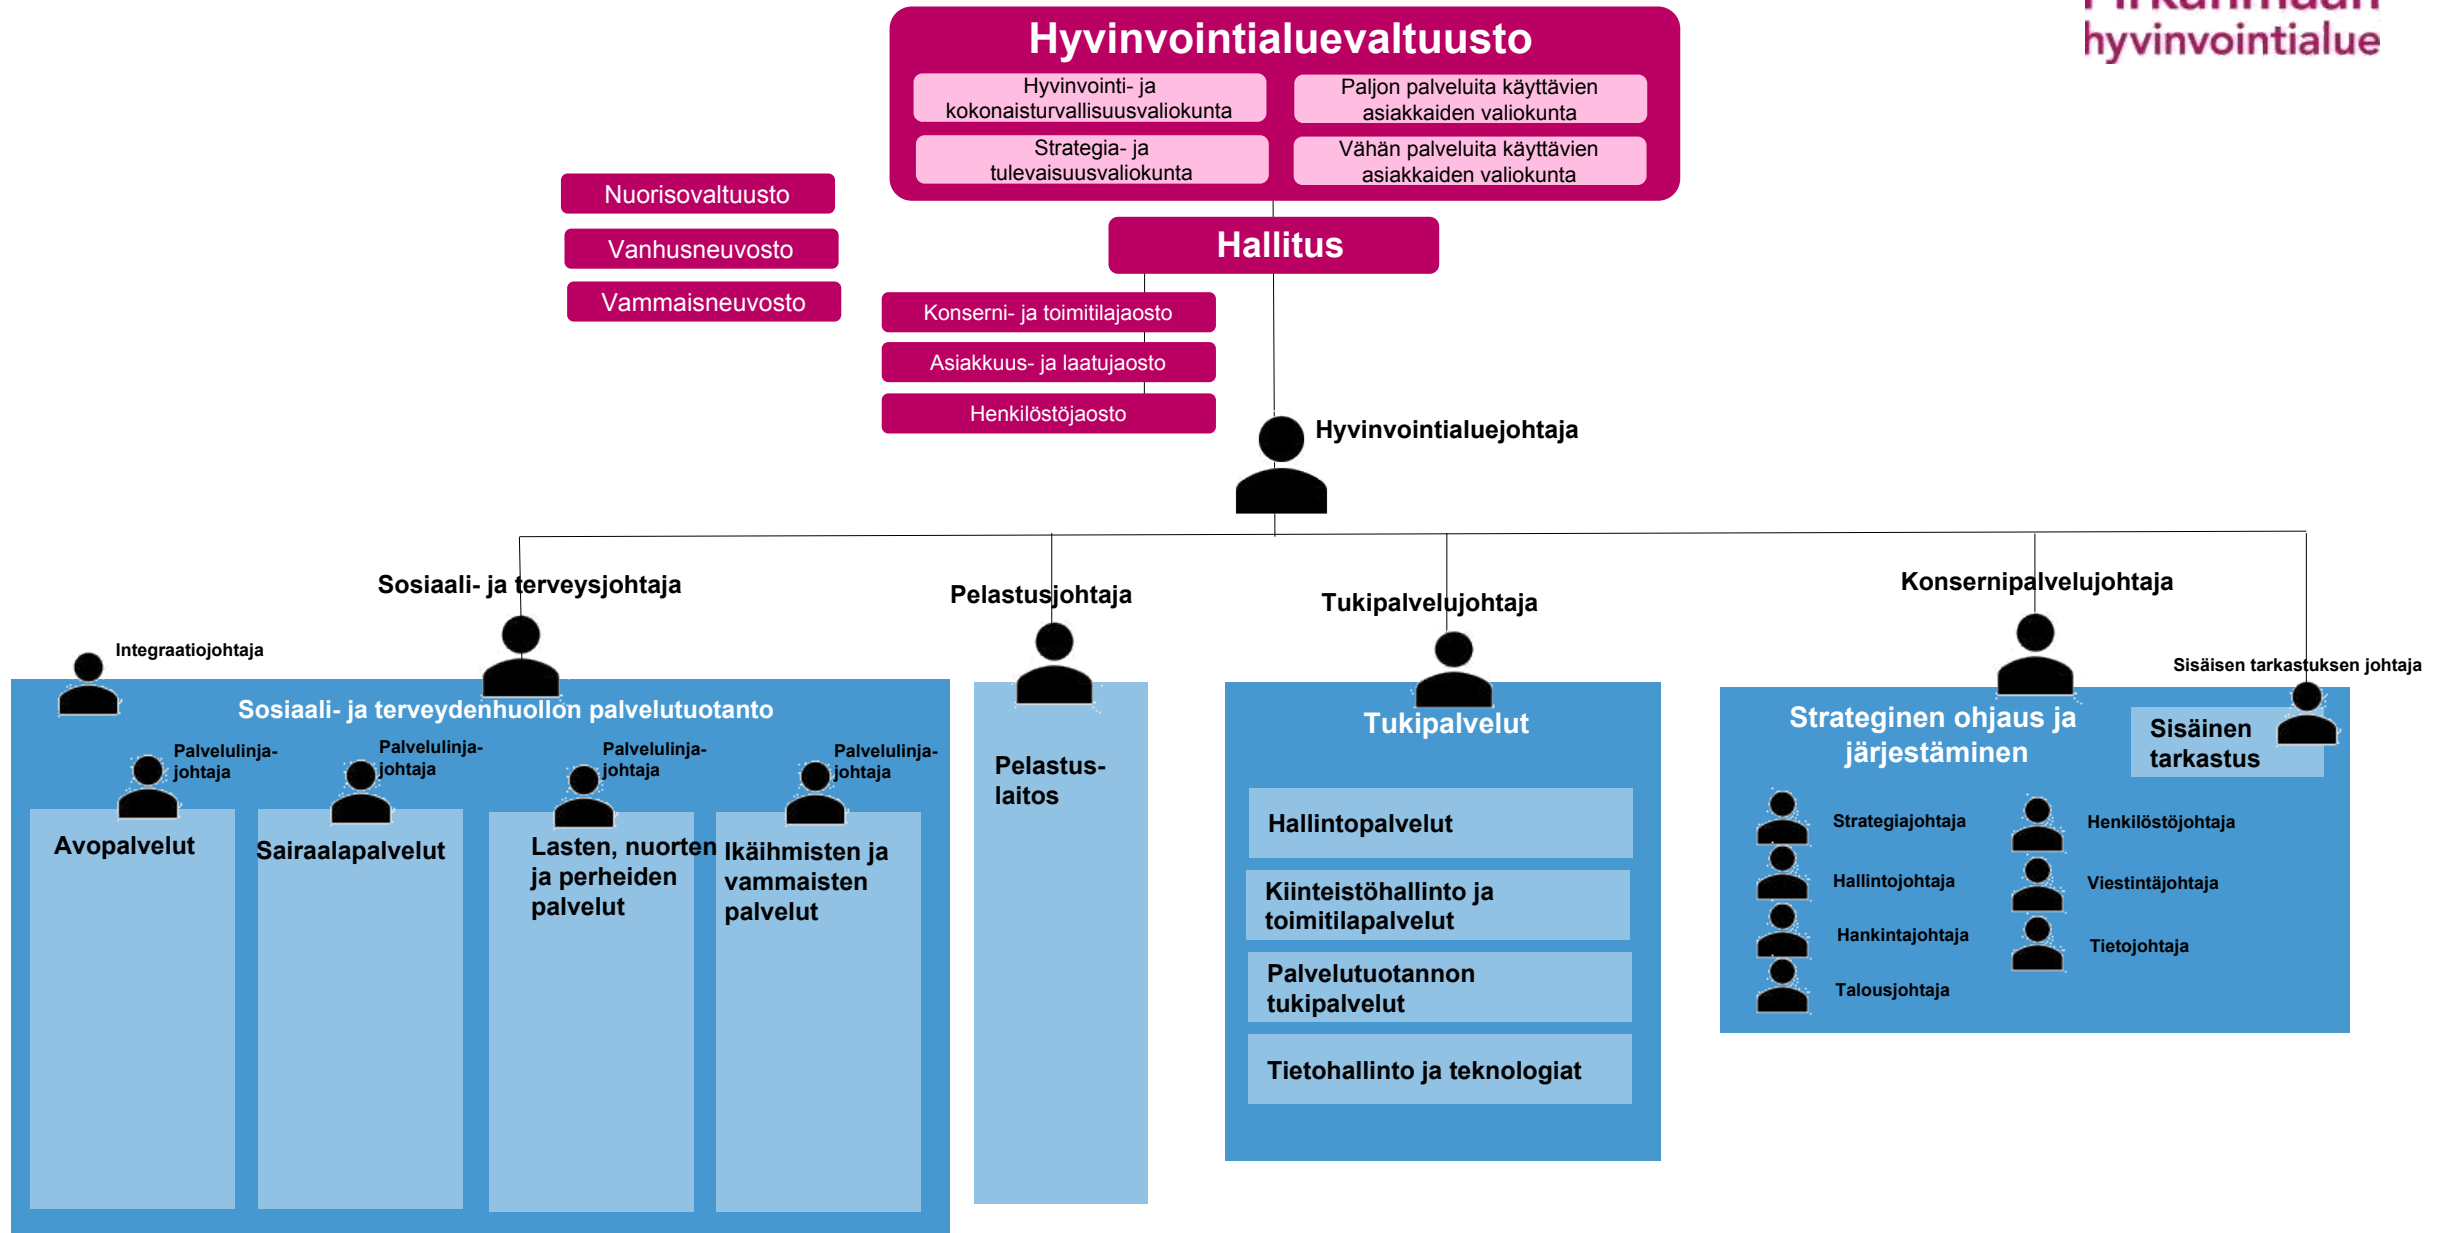 Pirkanmaan
hyvinvointialue
Hyvinvointialuevaltuusto
Hyvinvointi- ja
kokonaisturvallisuusvaliokunta
Paljon palveluita käyttävien
asiakkaiden valiokunta
Strategia- ja
tulevaisuusvaliokunta
Vähän palveluita käyttävien
asiakkaiden valiokunta
Nuorisovaltuusto
Vanhusneuvosto
Vammaisneuvosto
Hallitus
Konserni- ja toimitilajaosto
Asiakkuus- ja laatujaosto
Henkilöstöjaosto
Hyvinvointialuejohtaja
Sosiaali- ja terveysjohtaja
Pelastusjohtaja
Tukipalvelujohtaja
Konsernipalvelujohtaja
Integraatiojohtaja
Sisäisen tarkastuksen johtaja
Sosiaali- ja terveydenhuollon palvelutuotanto
Palvelulinja-
johtaja
Palvelulinja-
johtaja
Palvelulinja-
johtaja
Palvelulinja-
johtaja
Avopalvelut
Sairaalapalvelut
Lasten, nuorten
ja perheiden
palvelut
Ikäihmisten ja
vammaisten
palvelut
Pelastus-
laitos
Tukipalvelut
Hallintopalvelut
Kiinteistöhallinto ja
toimitilapalvelut
Palvelutuotannon
tukipalvelut
Tietohallinto ja teknologiat
Strateginen ohjaus ja
järjestäminen
Sisäinen
tarkastus
Strategiajohtaja
Hallintojohtaja
Hankintajohtaja
Talousjohtaja
Henkilöstöjohtaja
Viestintäjohtaja
Tietojohtaja